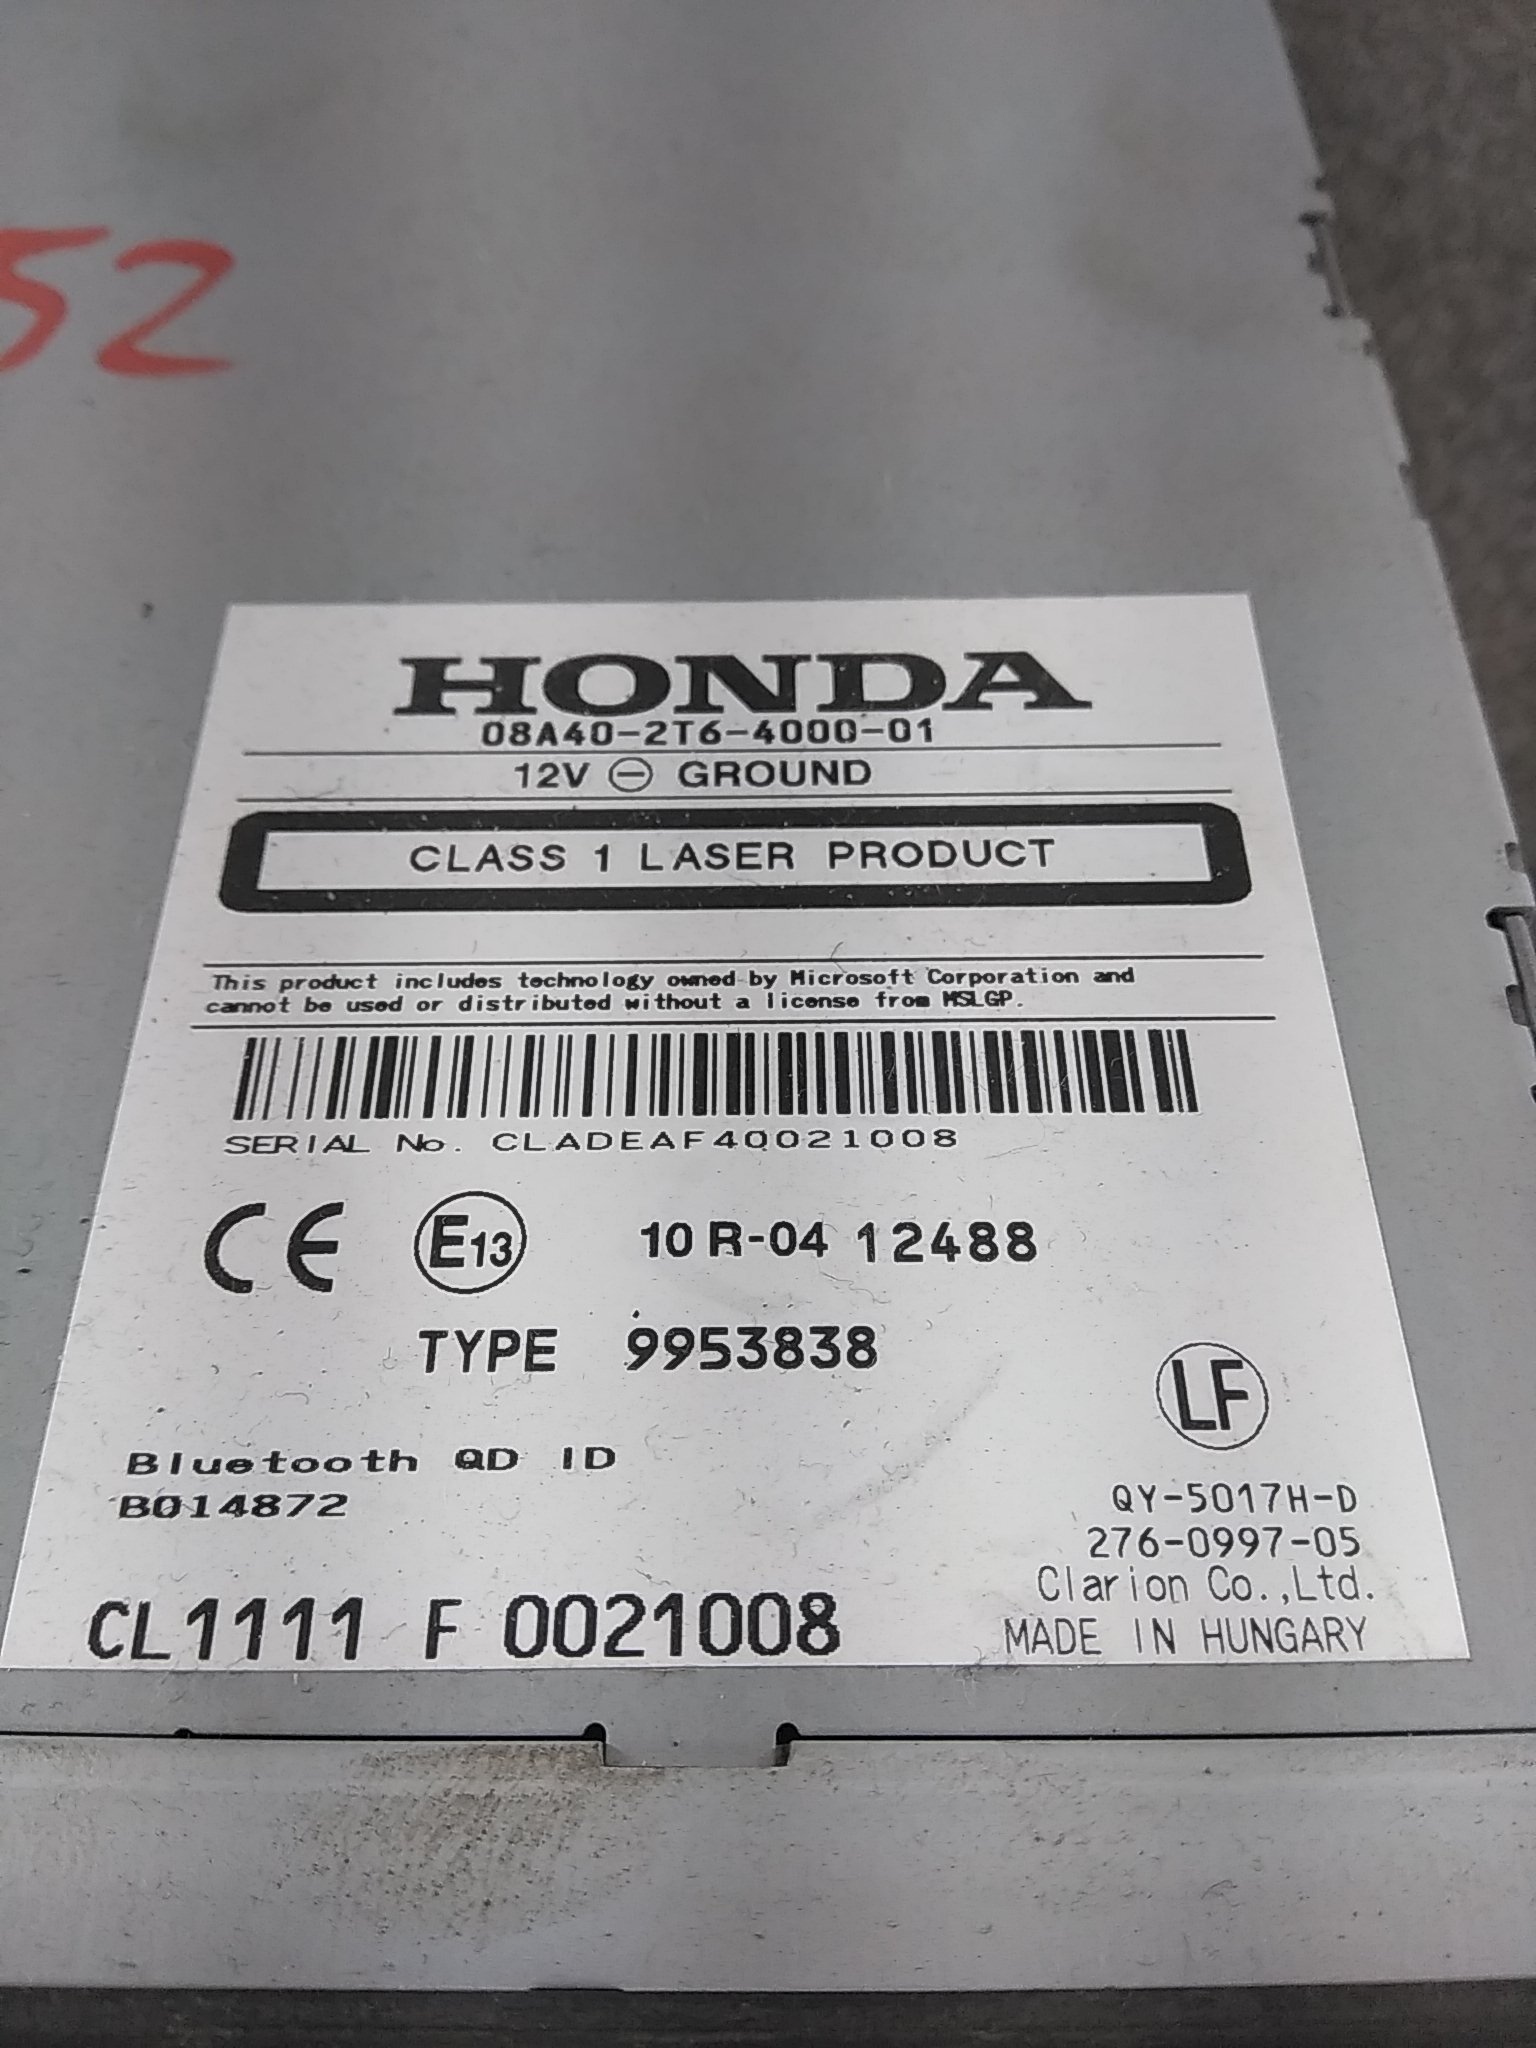 52
HONDA
08A40-2T6-4000-01
12V ⊖ GROUND
CLASS 1 LASER PRODUCT
This product includes technology owned by Microsoft Corporation and
cannot be used or distributed without a license from MSLGP.
SERIAL No. CLADEAF40021008
CE E13 10 R-04 12488
TYPE 9953838
LF
Bluetooth QD ID
B014872
QY-5017H-D
276-0997-05
Clarion Co.,Ltd.
CL1111 F 0021008
MADE IN HUNGARY